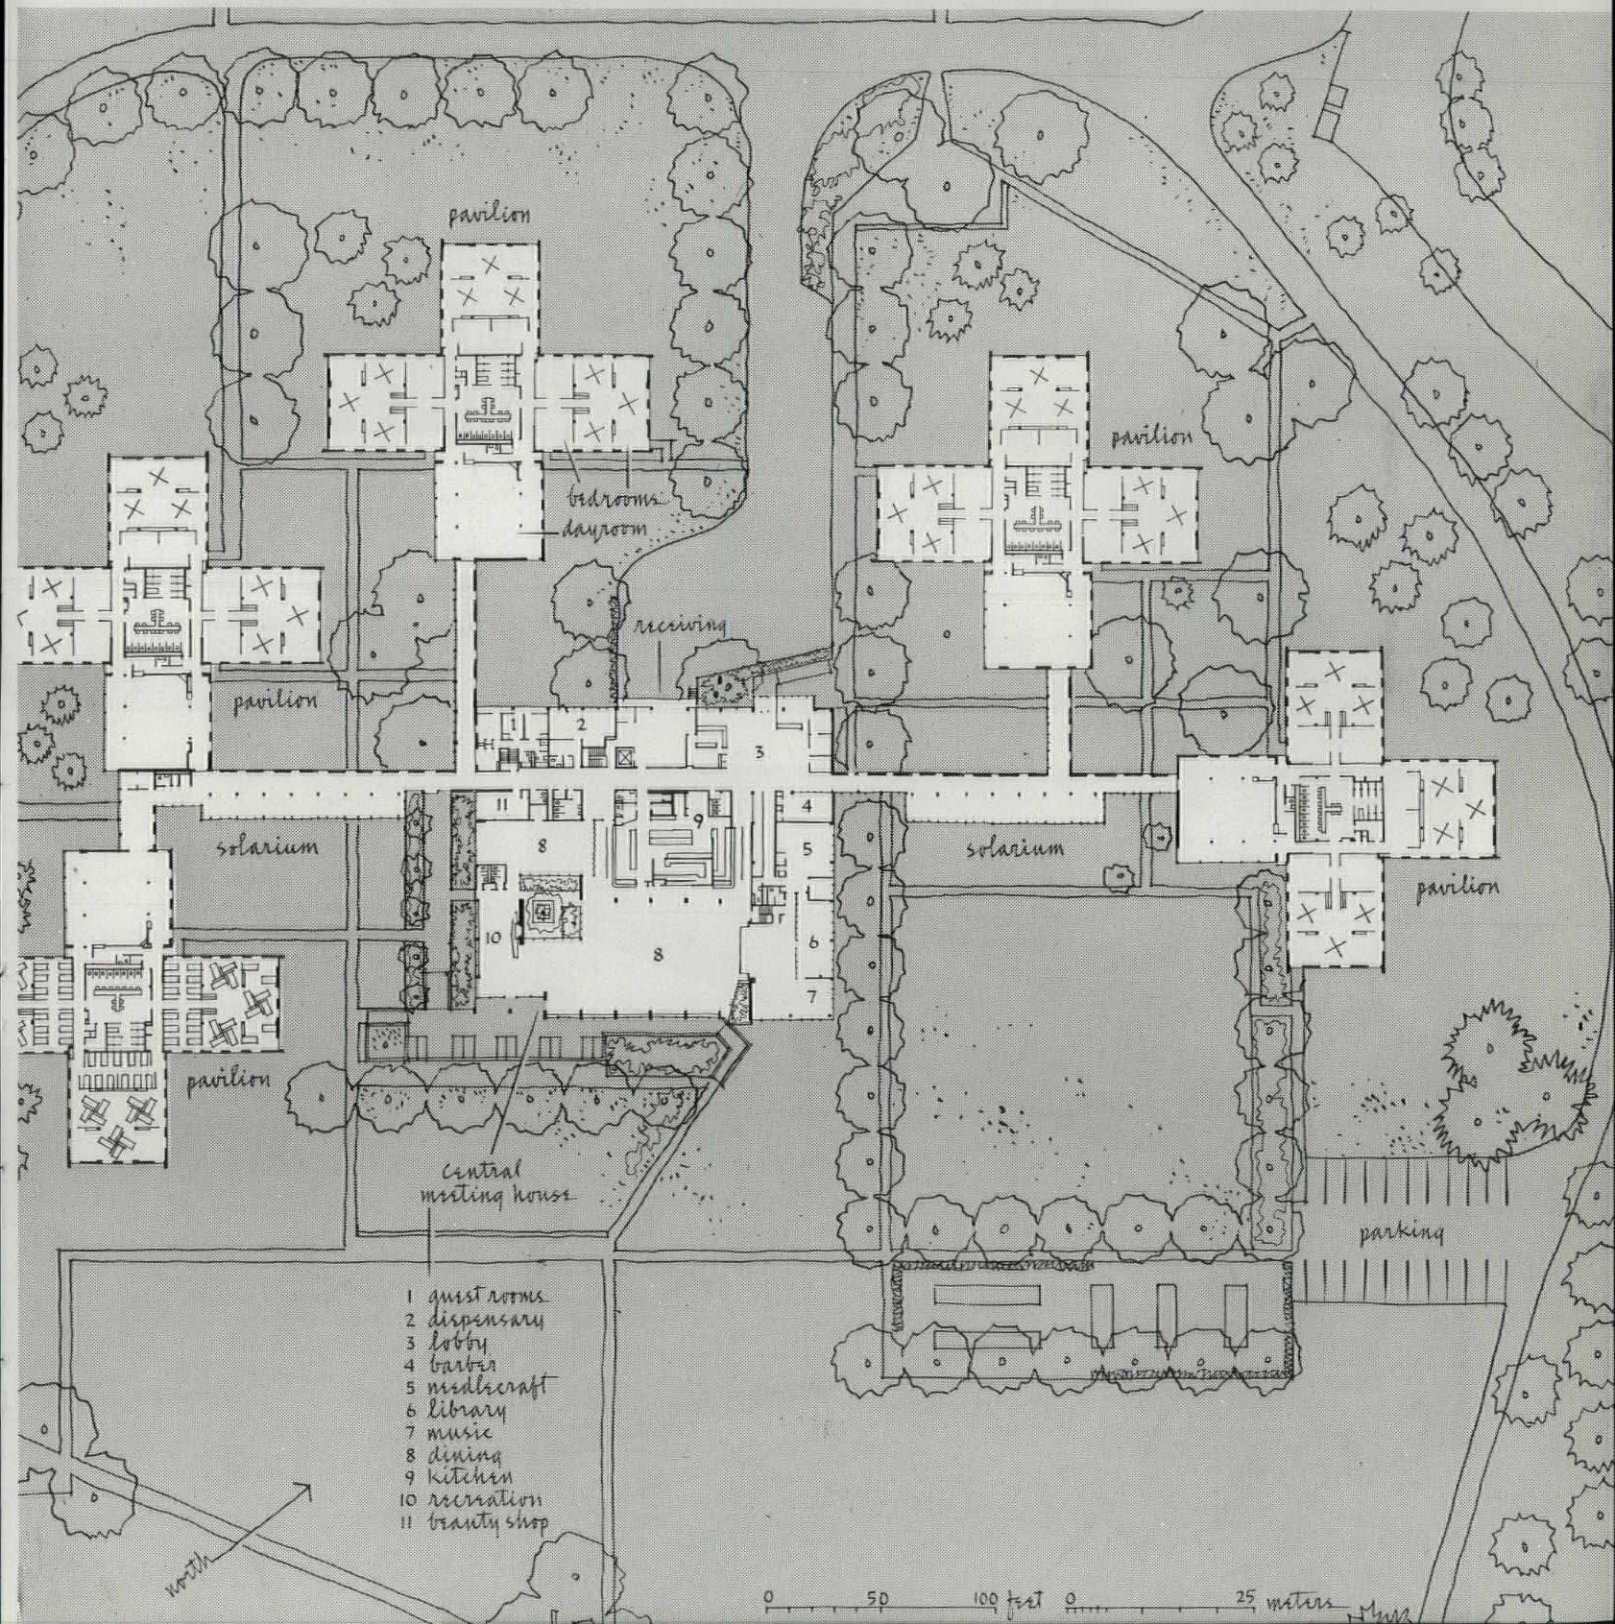 pavilion
pavilion
bedrooms
dayroom
receiving
pavilion
1
2
3
11
4
9
solarium
8
5
solarium
pavilion
10
8
6
7
pavilion
central
meeting house
parking
1 guest rooms
2 dispensary
3 lobby
4 barber
5 needlecraft
6 library
7 music
8 dining
9 kitchen
10 recreation
11 beauty shop
north
0 50 100 feet 0 25 meters